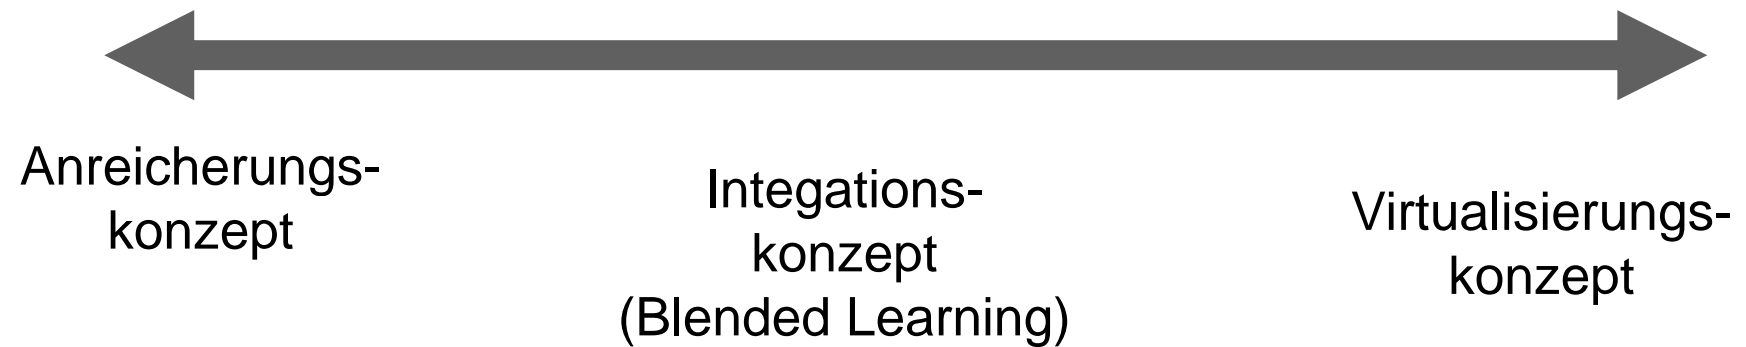 Anreicherungs-
konzept
Integations-
konzept
(Blended Learning)
Virtualisierungs-
konzept